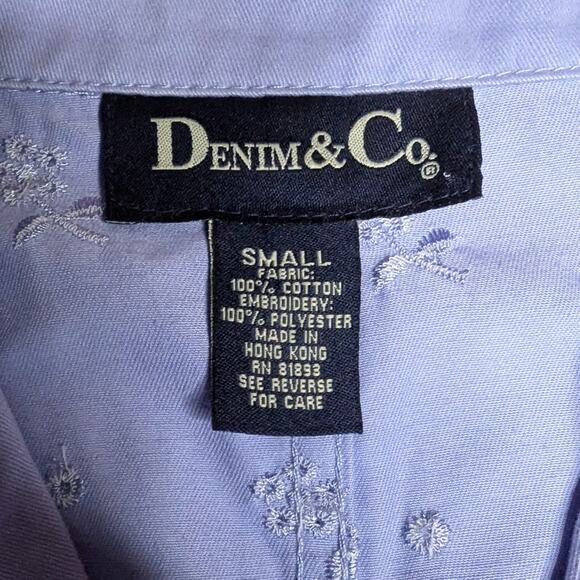 DENIM & CO.®
SMALL
FABRIC:
100% COTTON
EMBROIDERY:
100% POLYESTER
MADE IN
HONG KONG
RN 81893
SEE REVERSE
FOR CARE